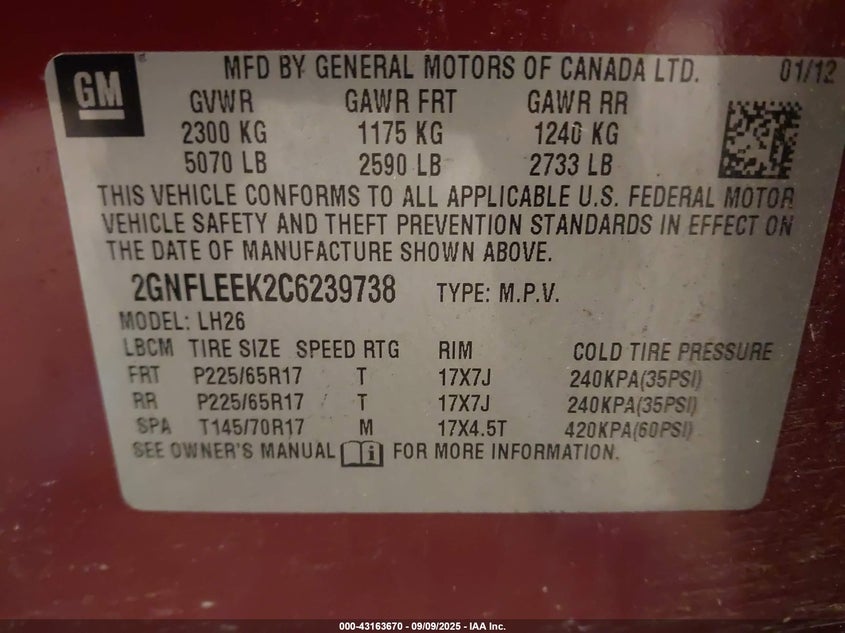 GM
MFD BY GENERAL MOTORS OF CANADA LTD. 01/12
GVWR GAWR FRT GAWR RR
2300 KG 1175 KG 1240 KG
5070 LB 2590 LB 2733 LB
THIS VEHICLE CONFORMS TO ALL APPLICABLE U.S. FEDERAL MOTOR
VEHICLE SAFETY AND THEFT PREVENTION STANDARDS IN EFFECT ON
THE DATE OF MANUFACTURE SHOWN ABOVE.
2GNFLEEK2C6239738 TYPE: M.P.V.
MODEL: LH26
LBCM TIRE SIZE SPEED RTG RIM COLD TIRE PRESSURE
FRT P225/65R17 T 17X7J 240KPA(35PSI)
RR P225/65R17 T 17X7J 240KPA(35PSI)
SPA T145/70R17 M 17X4.5T 420KPA(60PSI)
SEE OWNER'S MANUAL i FOR MORE INFORMATION.
000-43163670 - 09/09/2025 - IAA Inc.